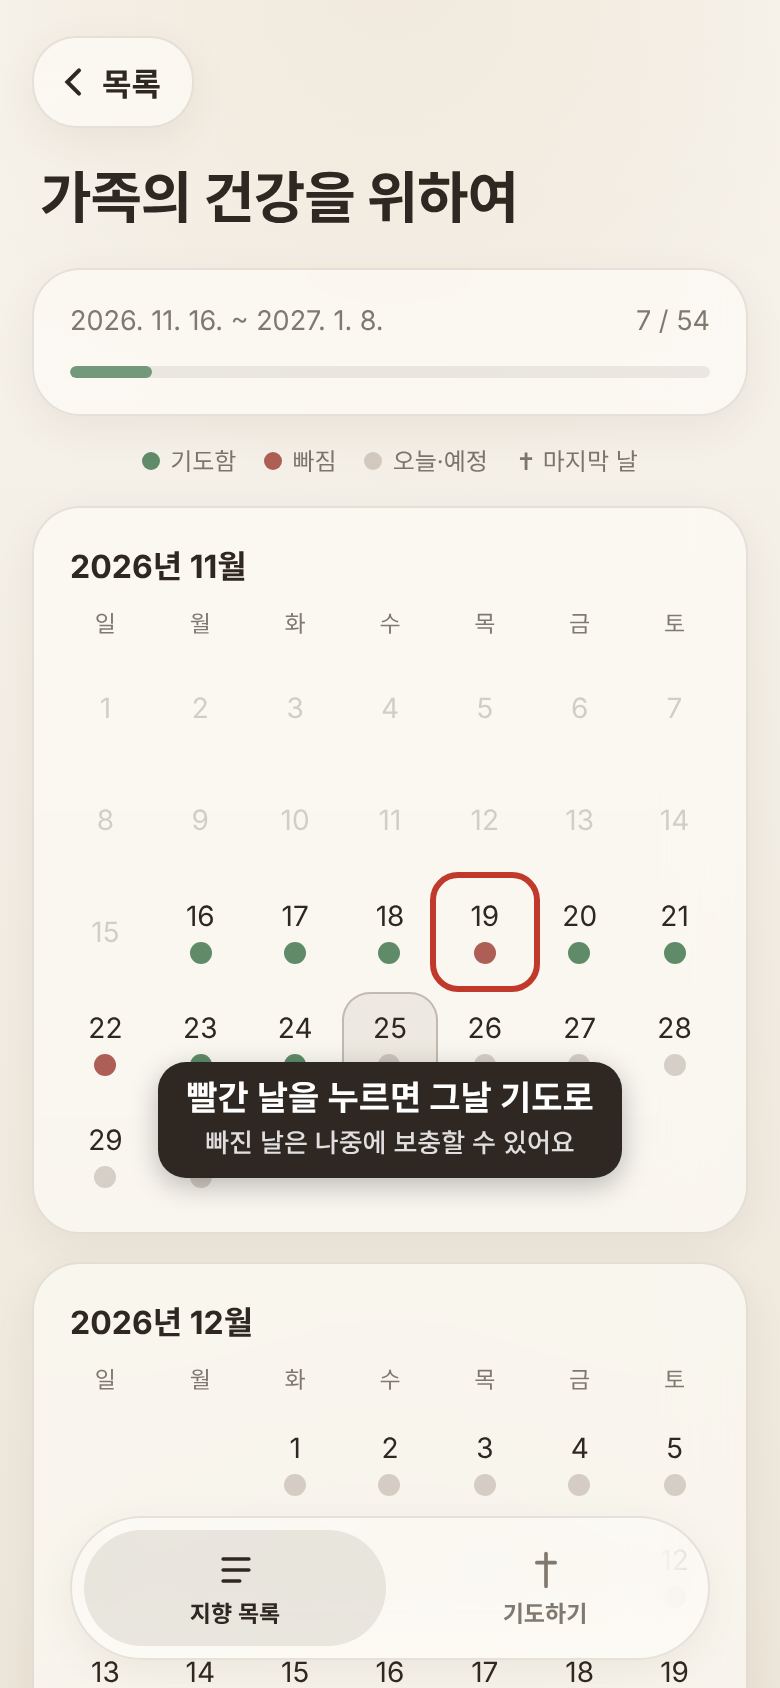 목록
가족의 건강을 위하여
2026. 11. 16. ~ 2027. 1. 8. 7 / 54
기도함 빠짐 오늘·예정 ✝ 마지막 날
2026년 11월
일 월 화 수 목 금 토
1 2 3 4 5 6 7
8 9 10 11 12 13 14
15 16 17 18 19 20 21
22 23 24 25 26 27 28
빨간 날을 누르면 그날 기도로
빠진 날은 나중에 보충할 수 있어요
29
2026년 12월
일 월 화 수 목 금 토
1 2 3 4 5
12
지향 목록 기도하기
13 14 15 16 17 18 19